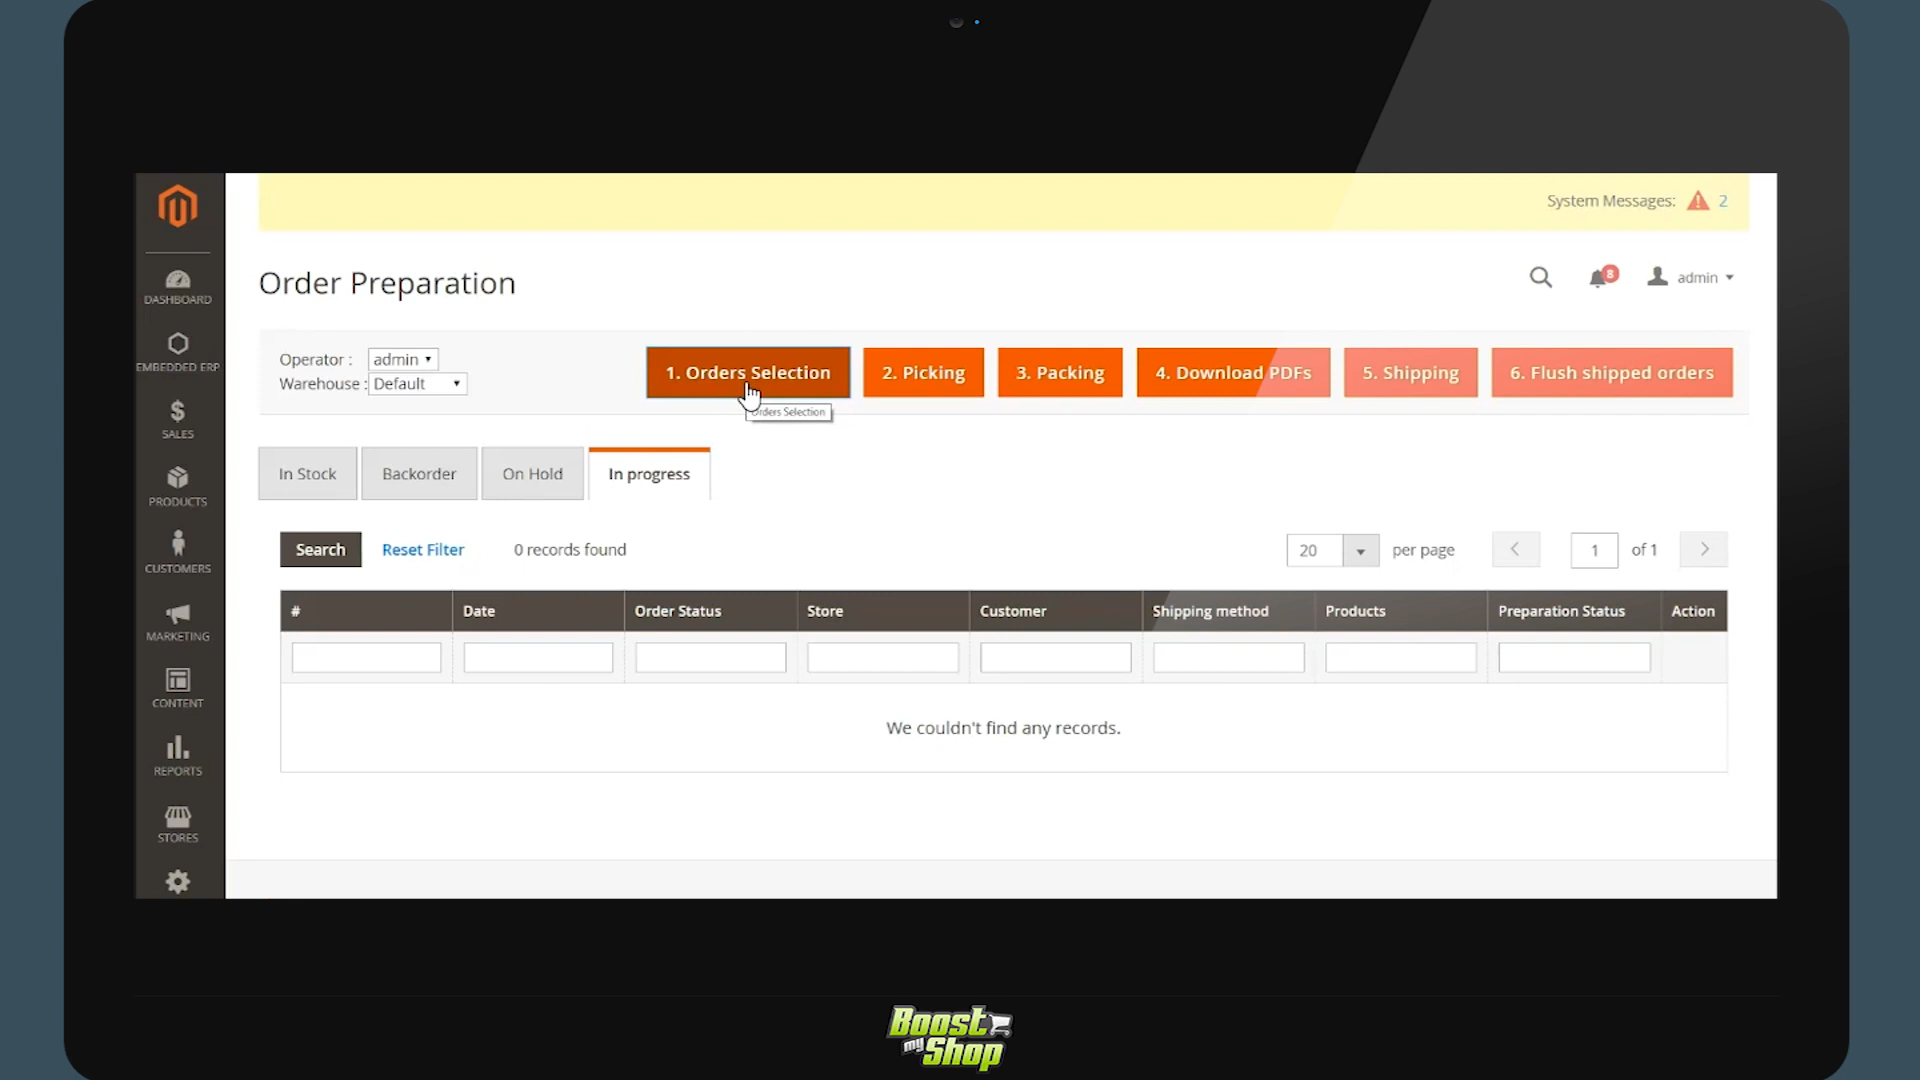 System Messages: 2
Order Preparation
8
admin
Operator : admin
Warehouse : Default
1. Orders Selection
2. Picking
3. Packing
4. Download PDFs
5. Shipping
6. Flush shipped orders
Orders Selection
In Stock
Backorder
On Hold
In progress
Search
Reset Filter
0 records found
20
per page
1
of 1
# Date Order Status Store Customer Shipping method Products Preparation Status Action
We couldn't find any records.
DASHBOARD
EMBEDDED ERP
SALES
PRODUCTS
CUSTOMERS
MARKETING
CONTENT
REPORTS
STORES
Boost
my Shop